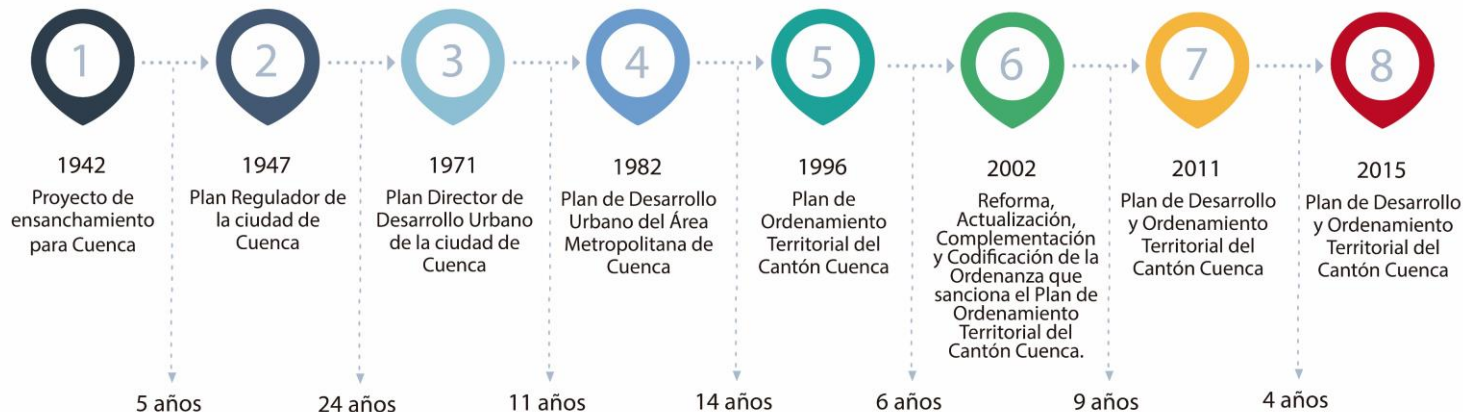 1
2
3
4
5
6
7
8
1942
Proyecto de
ensanchamiento
para Cuenca
1947
Plan Regulador de
la ciudad de
Cuenca
1971
Plan Director de
Desarrollo Urbano
de la ciudad de
Cuenca
1982
Plan de Desarrollo
Urbano del Área
Metropolitana de
Cuenca
1996
Plan de
Ordenamiento
Territorial del
Cantón Cuenca
2002
Reforma,
Actualización,
Complementación
y Codificación de la
Ordenanza que
sanciona el Plan de
Ordenamiento
Territorial del
Cantón Cuenca.
2011
Plan de Desarrollo
y Ordenamiento
Territorial del
Cantón Cuenca
2015
Plan de Desarrollo
y Ordenamiento
Territorial del
Cantón Cuenca
5 años
24 años
11 años
14 años
6 años
9 años
4 años